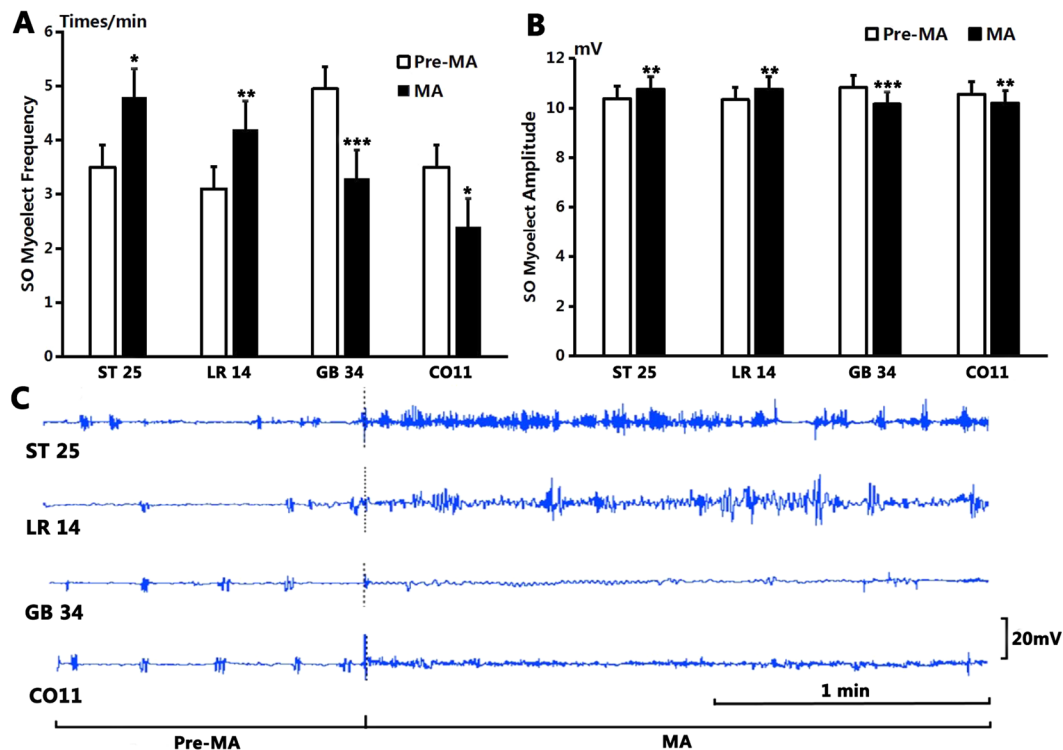 A
Times/min
SO Myoelect Frequency
6
5
4
3
2
1
0
Pre-MA
MA
*
**
***
*
ST 25
LR 14
GB 34
CO11
B
mV
SO Myoelect Amplitude
12
10
8
6
4
2
0
Pre-MA
MA
**
**
***
**
ST 25
LR 14
GB 34
CO11
C
ST 25
LR 14
GB 34
CO11
20mV
1 min
Pre-MA
MA